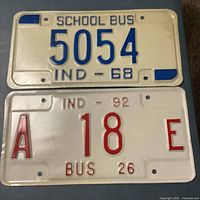 SCHOOL BUS
5054
IND - 68
IND - 92
A 18 E
BUS 26